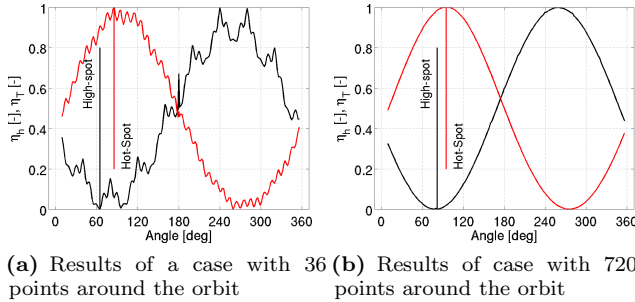 1
0.8
0.6
0.4
0.2
0
η_h [-], η_T [-]
High-spot
Hot-Spot
0 60 120 180 240 300 360
Angle [deg]
1
0.8
0.6
0.4
0.2
0
η_h [-], η_T [-]
High-spot
Hot-Spot
0 60 120 180 240 300 360
Angle [deg]
(a) Results of a case with 36
points around the orbit
(b) Results of case with 720
points around the orbit